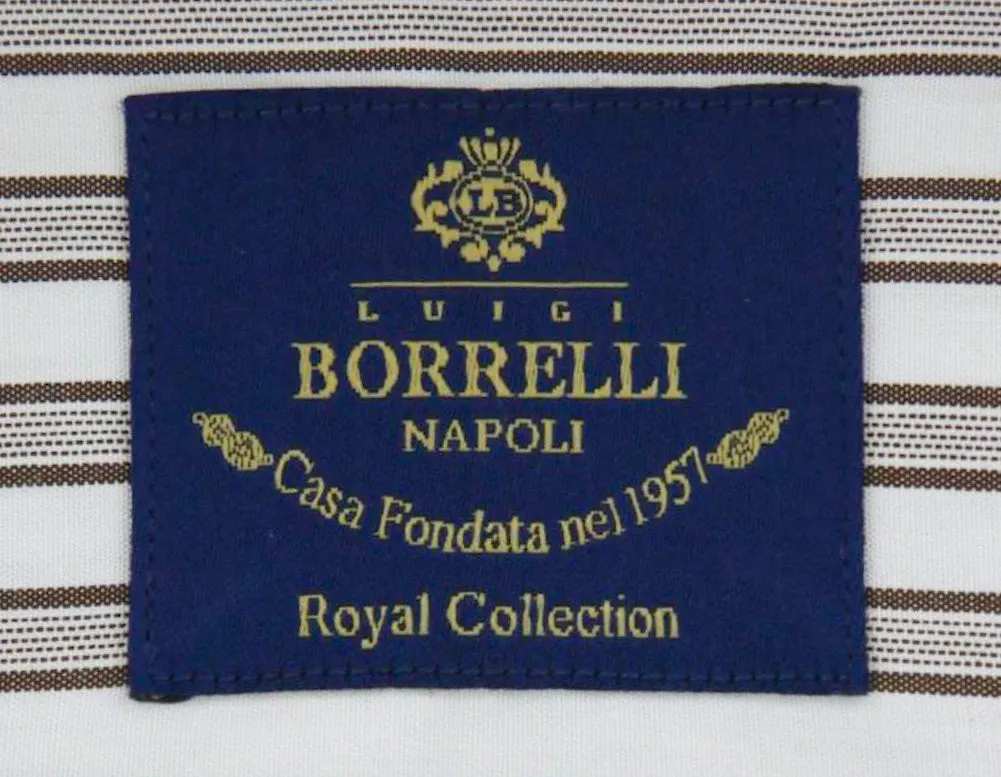 LB
LUIGI
BORRELLI
NAPOLI
Casa Fondata nel 1957
Royal Collection